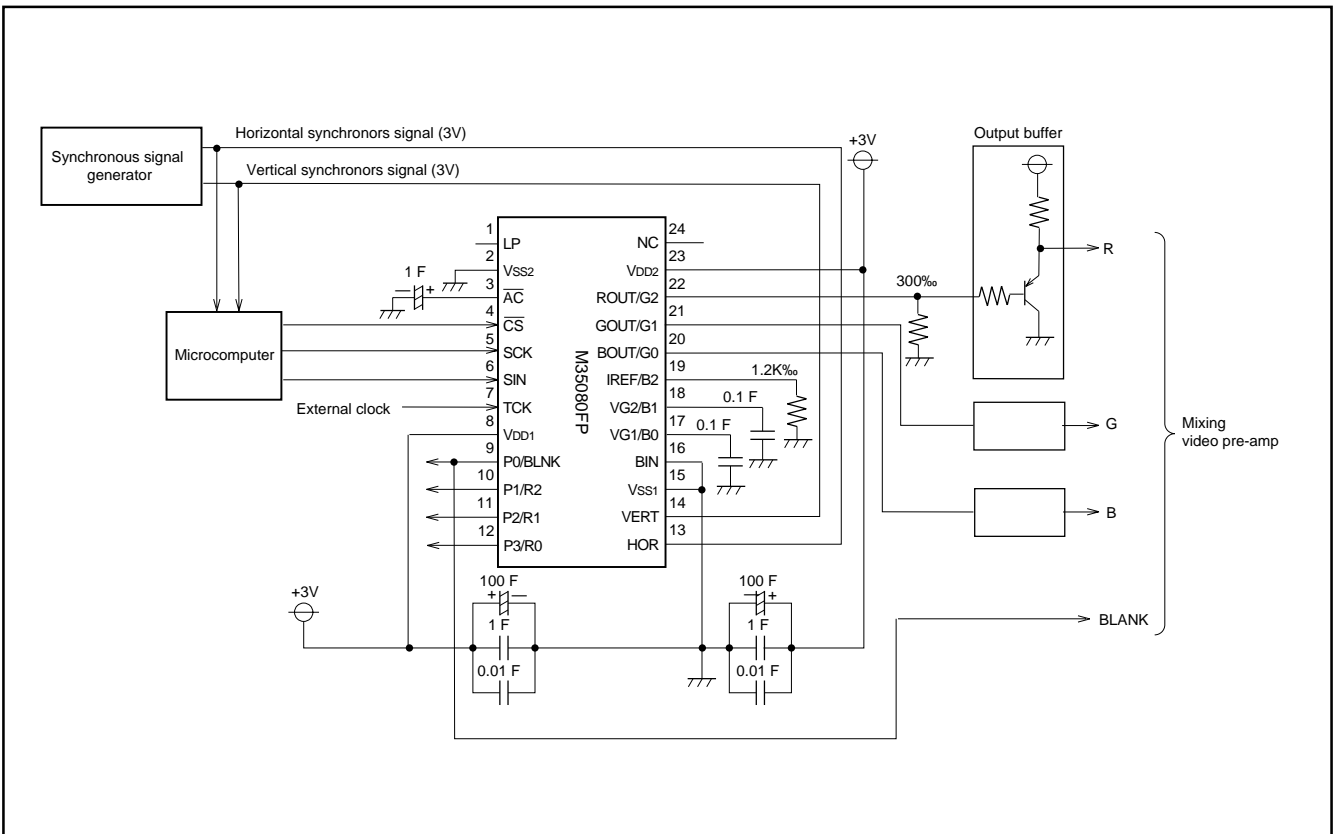 Horizontal synchronors signal (3V)
Synchronous signal
generator
Vertical synchronors signal (3V)
+3V
Output buffer
1
LP
2
VSS2
1 F
3
AC
4
CS
5
SCK
6
SIN
7
TCK
8
VDD1
9
P0/BLNK
10
P1/R2
11
P2/R1
12
P3/R0
M35080FP
24
NC
23
VDD2
22
ROUT/G2
21
GOUT/G1
20
BOUT/G0
19
IREF/B2
18
VG2/B1
17
VG1/B0
16
BIN
15
VSS1
14
VERT
13
HOR
Microcomputer
External clock
300‰
1.2K‰
0.1 F
0.1 F
R
G
B
Mixing
video pre-amp
BLANK
+3V
100 F
+ –
1 F
0.01 F
100 F
– +
1 F
0.01 F
– +